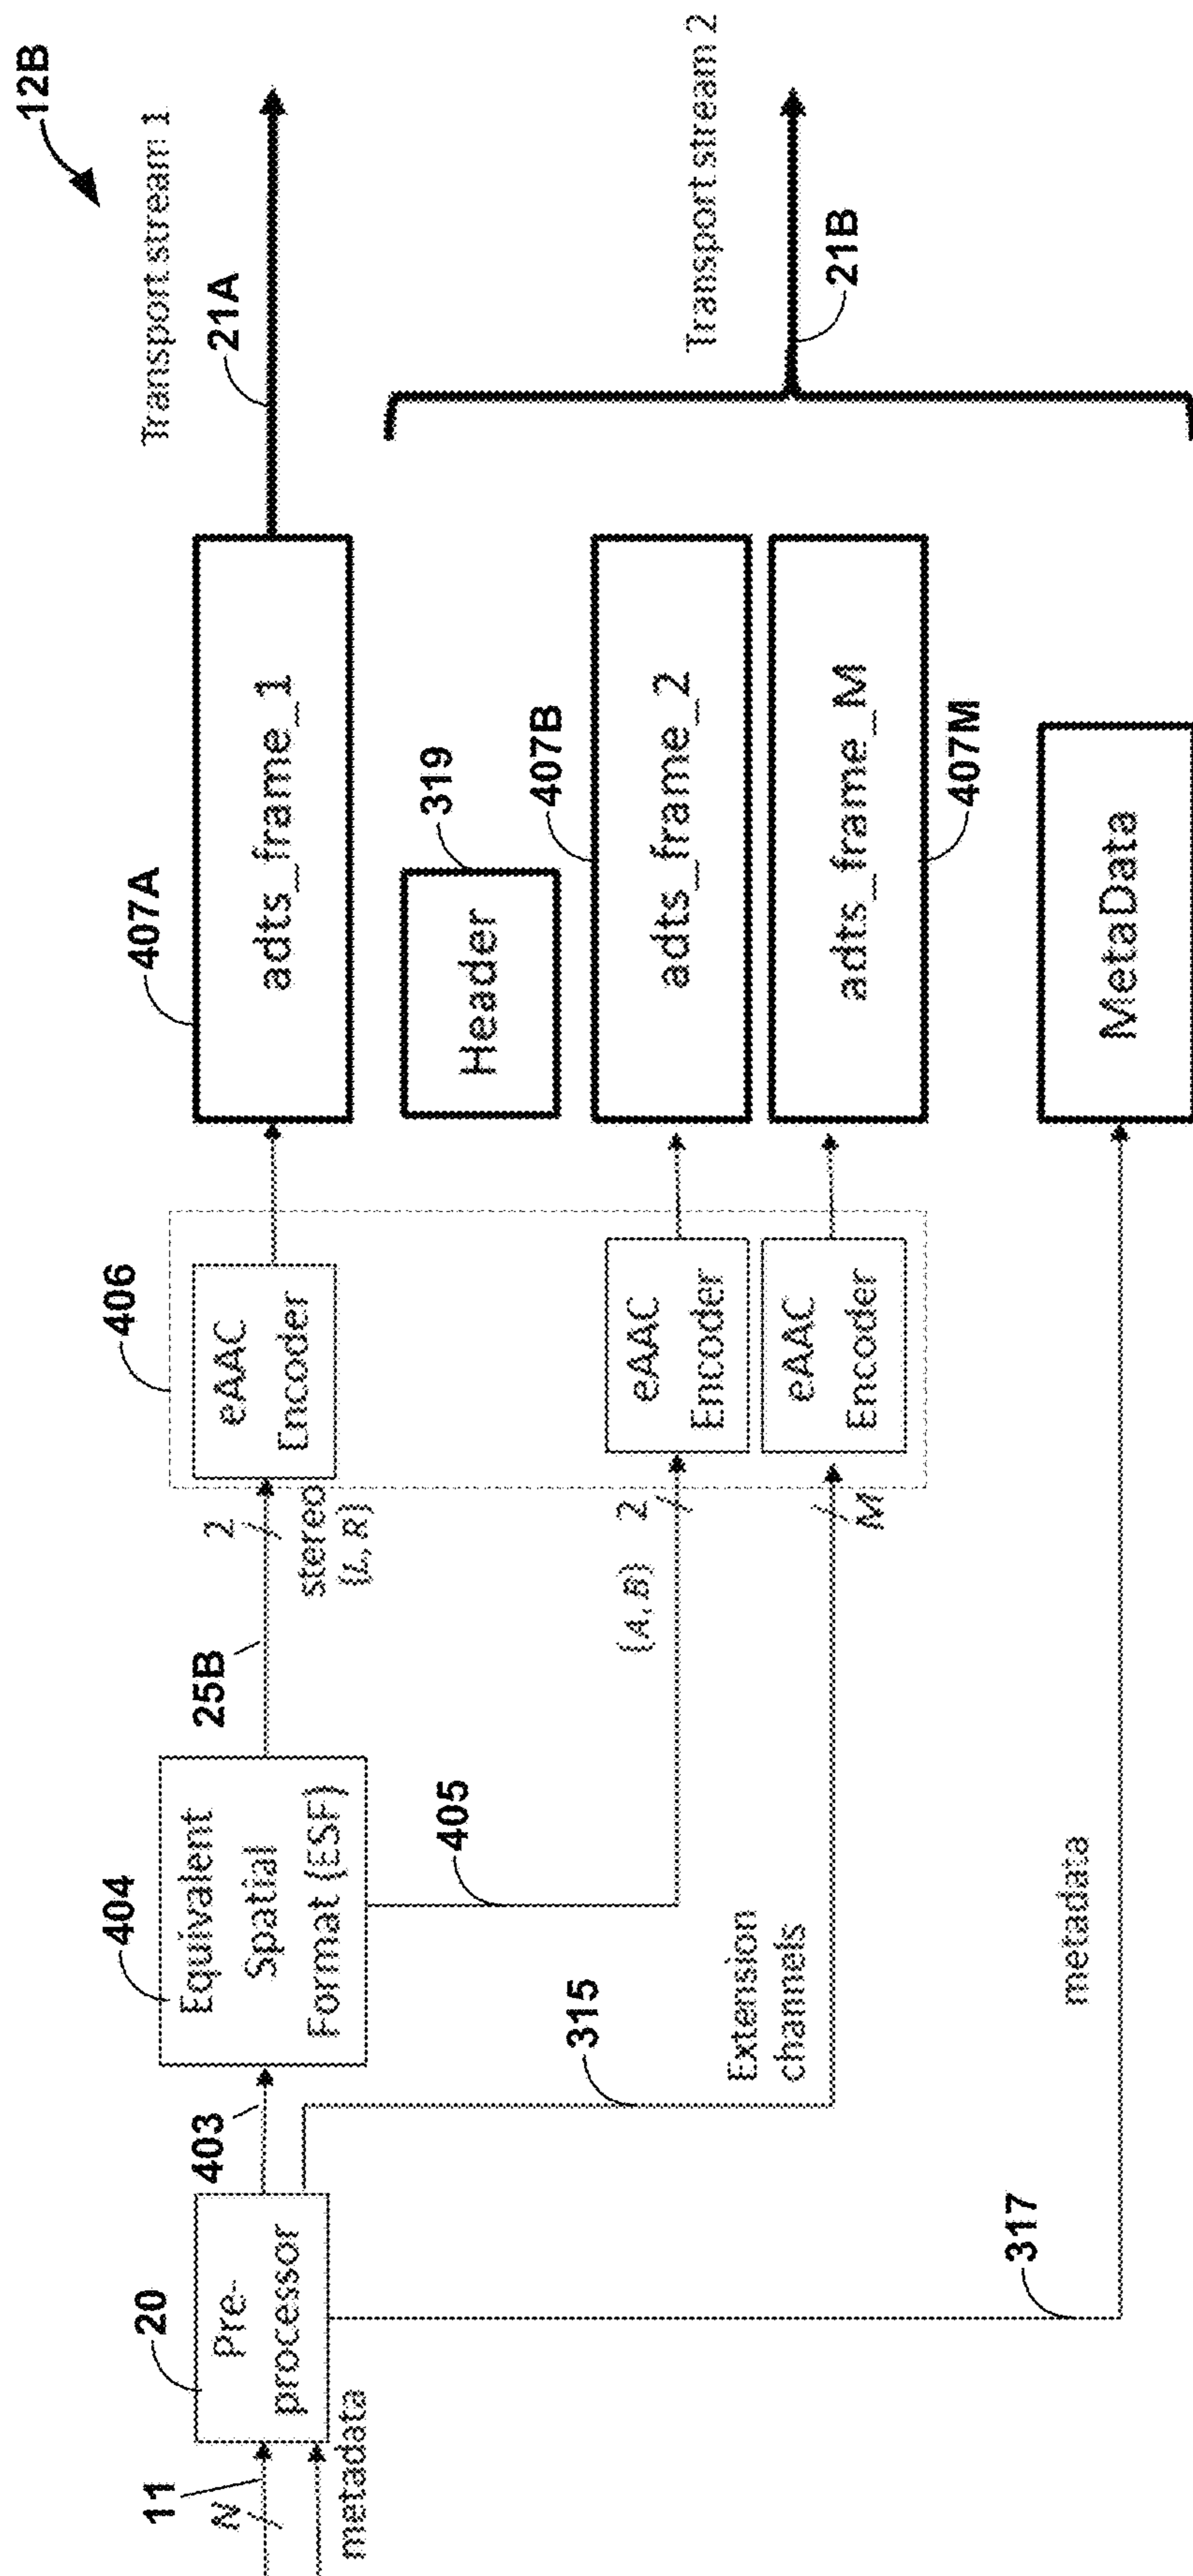 12B
11
N
metadata
20
Pre-
processor
403
404
Equivalent
Spatial
Format (ESF)
25B
2
stereo
{L, R}
406
eAAC
Encoder
407A
adts_frame_1
Transport stream 1
21A
Header
319
405
{A, B}
2
eAAC
Encoder
407B
adts_frame_2
315
Extension
channels
M
eAAC
Encoder
adts_frame_M
407M
Transport stream 2
21B
317
metadata
MetaData